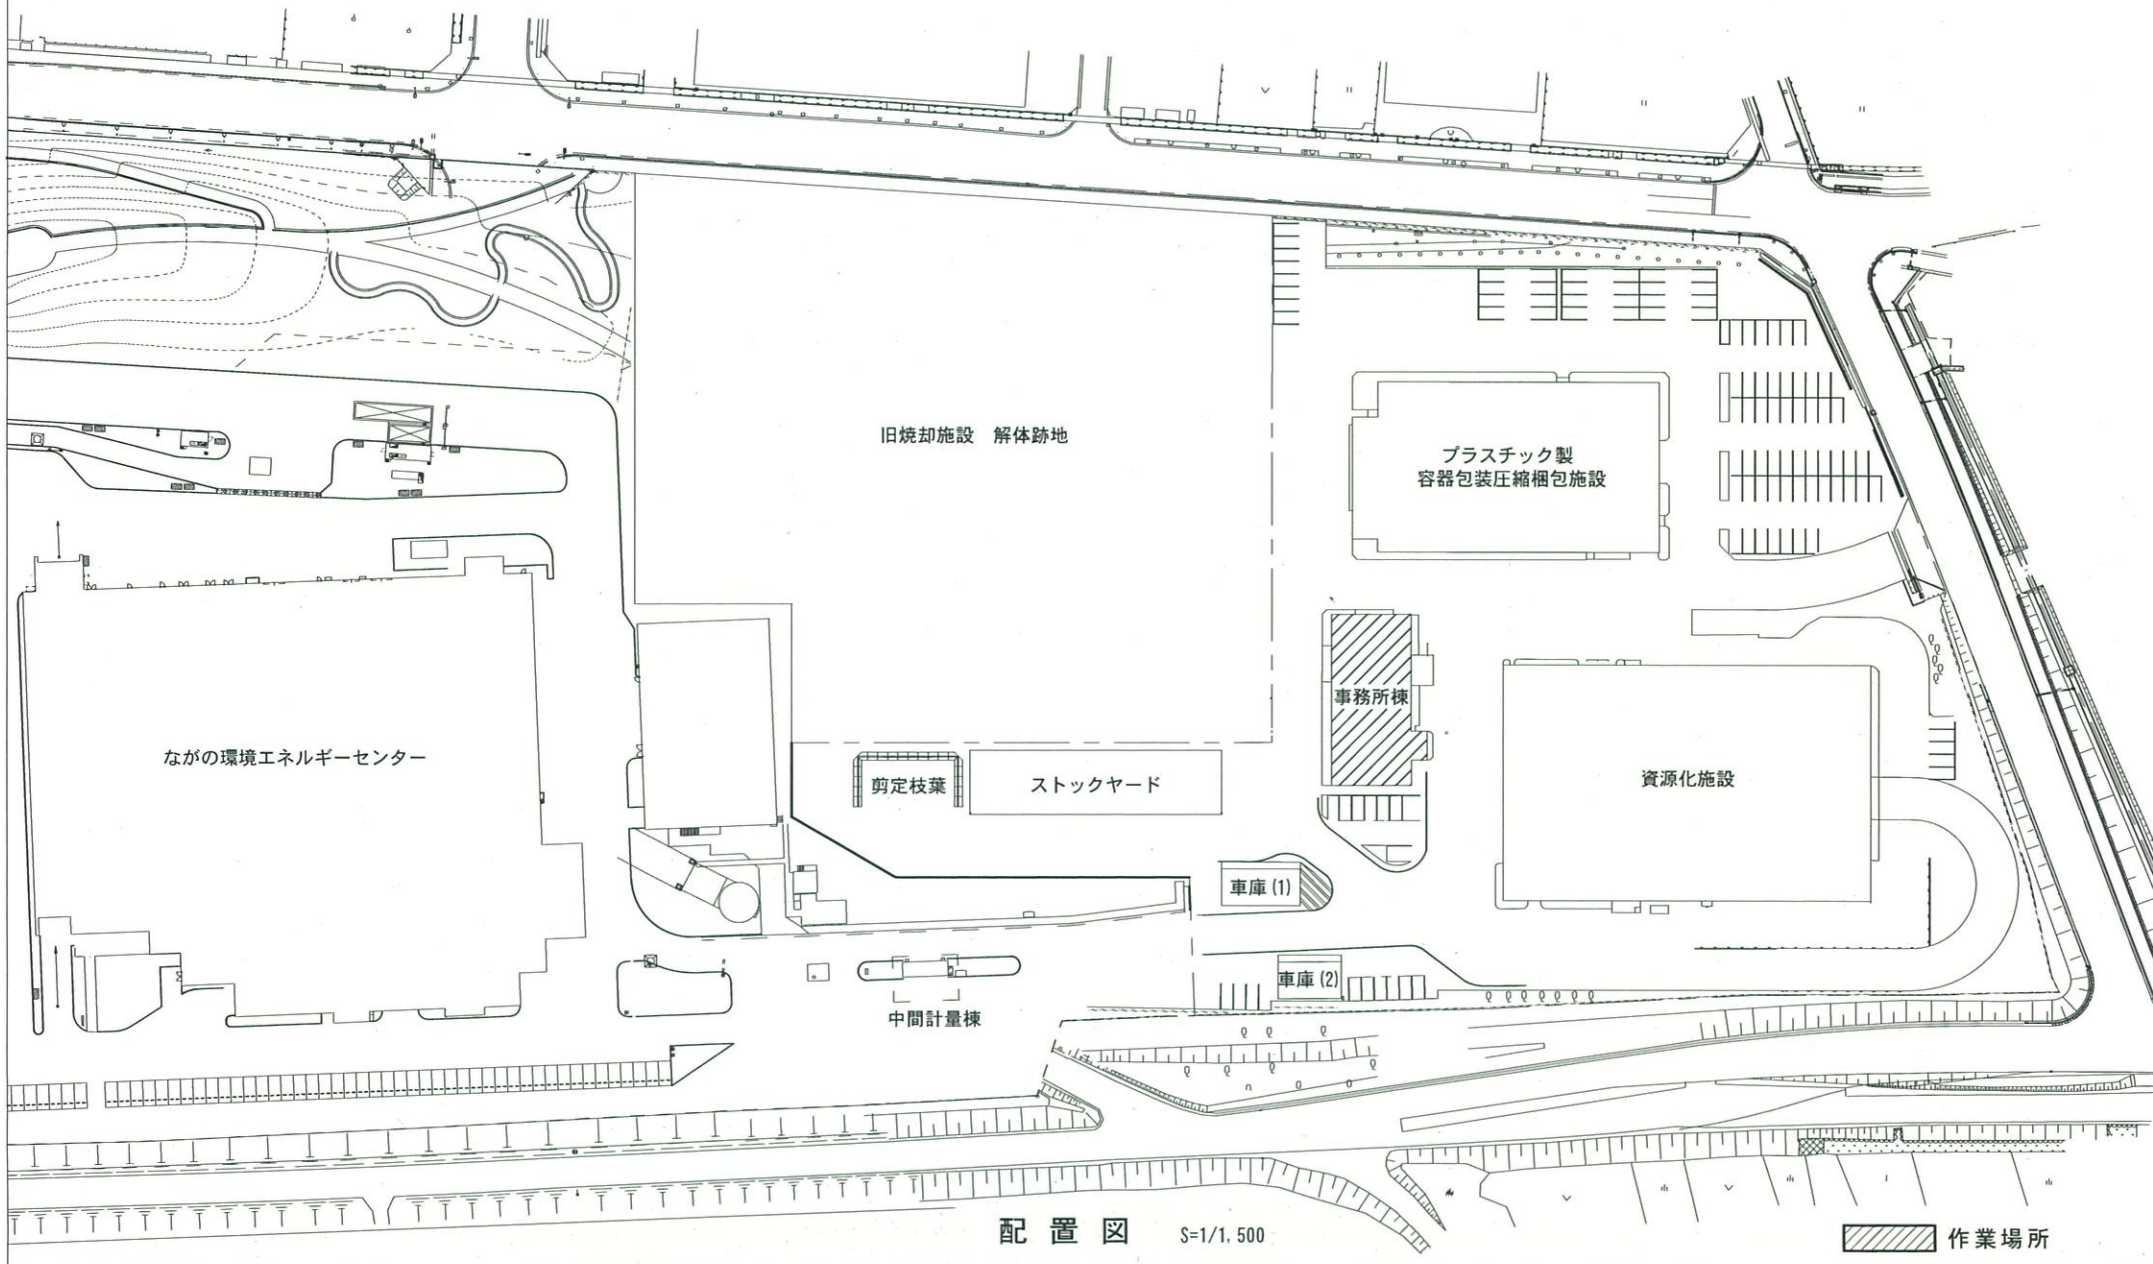 旧焼却施設　解体跡地
プラスチック製
容器包装圧縮梱包施設
事務所棟
ながの環境エネルギーセンター
剪定枝葉
ストックヤード
資源化施設
車庫(1)
車庫(2)
中間計量棟
配置図　S=1/1,500
作業場所